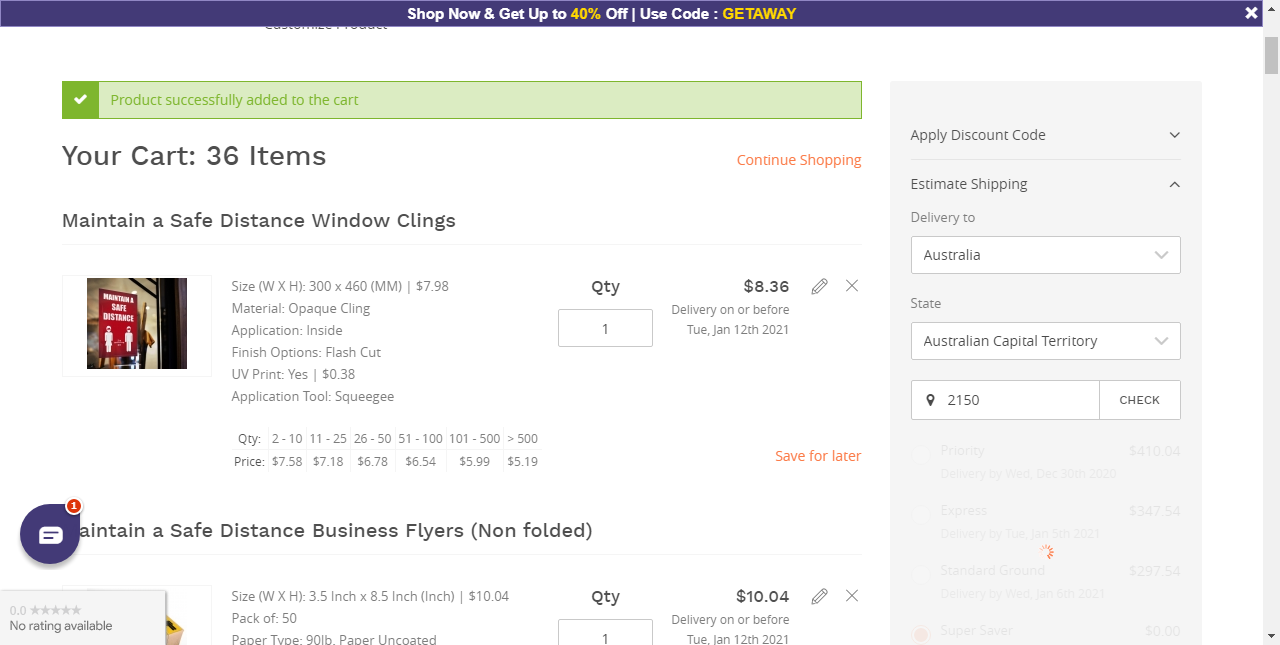 Shop Now & Get Up to 40% Off | Use Code : GETAWAY
Customize Product
Product successfully added to the cart
Your Cart: 36 Items
Continue Shopping
Maintain a Safe Distance Window Clings
MAINTAIN A
SAFE
DISTANCE
Size (W X H): 300 x 460 (MM) | $7.98
Material: Opaque Cling
Application: Inside
Finish Options: Flash Cut
UV Print: Yes | $0.38
Application Tool: Squeegee
Qty
1
$8.36
Delivery on or before
Tue, Jan 12th 2021
Qty: 2 - 10 11 - 25 26 - 50 51 - 100 101 - 500 > 500
Price: $7.58 $7.18 $6.78 $6.54 $5.99 $5.19
Save for later
1
aintain a Safe Distance Business Flyers (Non folded)
Size (W X H): 3.5 Inch x 8.5 Inch (Inch) | $10.04
Pack of: 50
Paper Type: 90lb. Paper Uncoated
Qty
1
$10.04
Delivery on or before
Tue, Jan 12th 2021
0.0
No rating available
Apply Discount Code
Estimate Shipping
Delivery to
Australia
State
Australian Capital Territory
2150
CHECK
Priority $410.04
Delivery by Wed, Dec 30th 2020
Express $347.54
Delivery by Tue, Jan 5th 2021
Standard Ground $297.54
Delivery by Wed, Jan 6th 2021
Super Saver $0.00